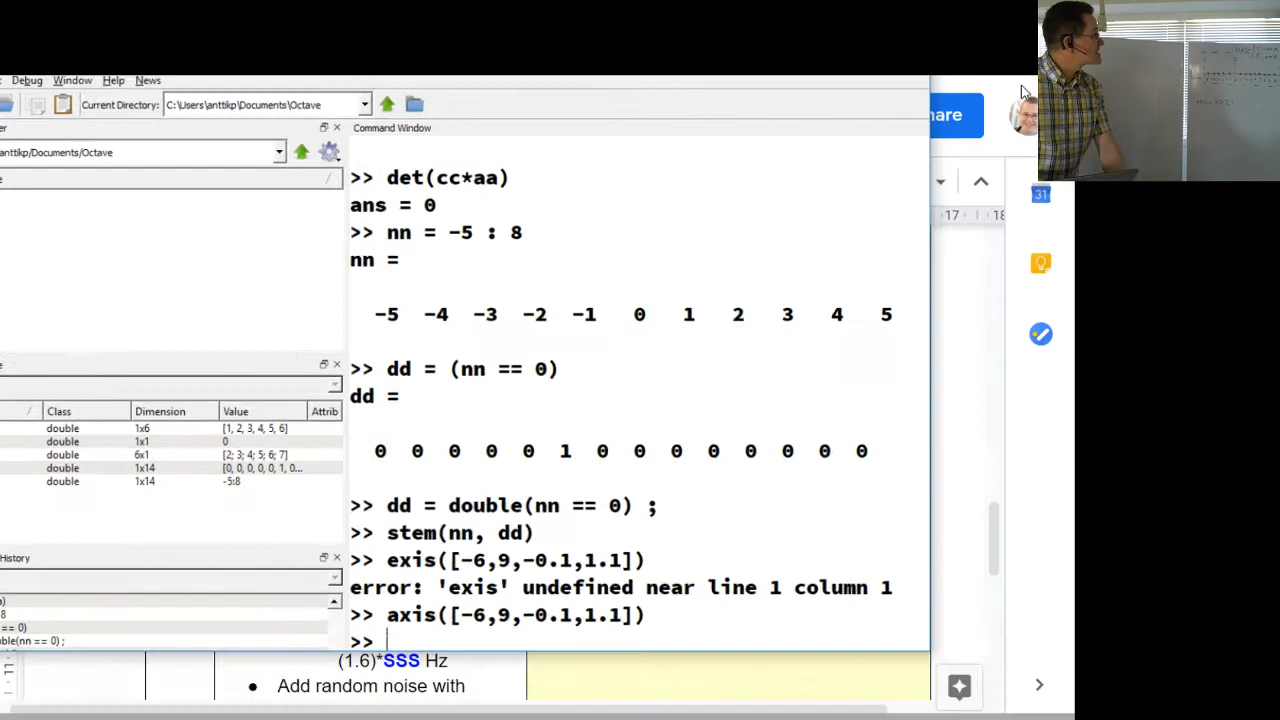 Debug Window Help News
Current Directory: C:\Users\anttikp\Documents\Octave
Command Window
anttikp/Documents/Octave
>> det(cc*aa)
ans = 0
>> nn = -5 : 8
nn =
-5 -4 -3 -2 -1 0 1 2 3 4 5
>> dd = (nn == 0)
dd =
0 0 0 0 0 1 0 0 0 0 0 0 0 0
>> dd = double(nn == 0) ;
>> stem(nn, dd)
>> exis([-6,9,-0.1,1.1])
error: 'exis' undefined near line 1 column 1
>> axis([-6,9,-0.1,1.1])
>>
Class Dimension Value Attrib
double 1x6 [1, 2, 3, 4, 5, 6]
double 1x1 0
double 6x1 [2; 3; 4; 5; 6; 7]
double 1x14 [0, 0, 0, 0, 0, 1, 0...
double 1x14 -5:8
History
a)
8
== 0)
uble(nn == 0) ;
hare
17 18
31
11
(1.6)*SSS Hz
● Add random noise with